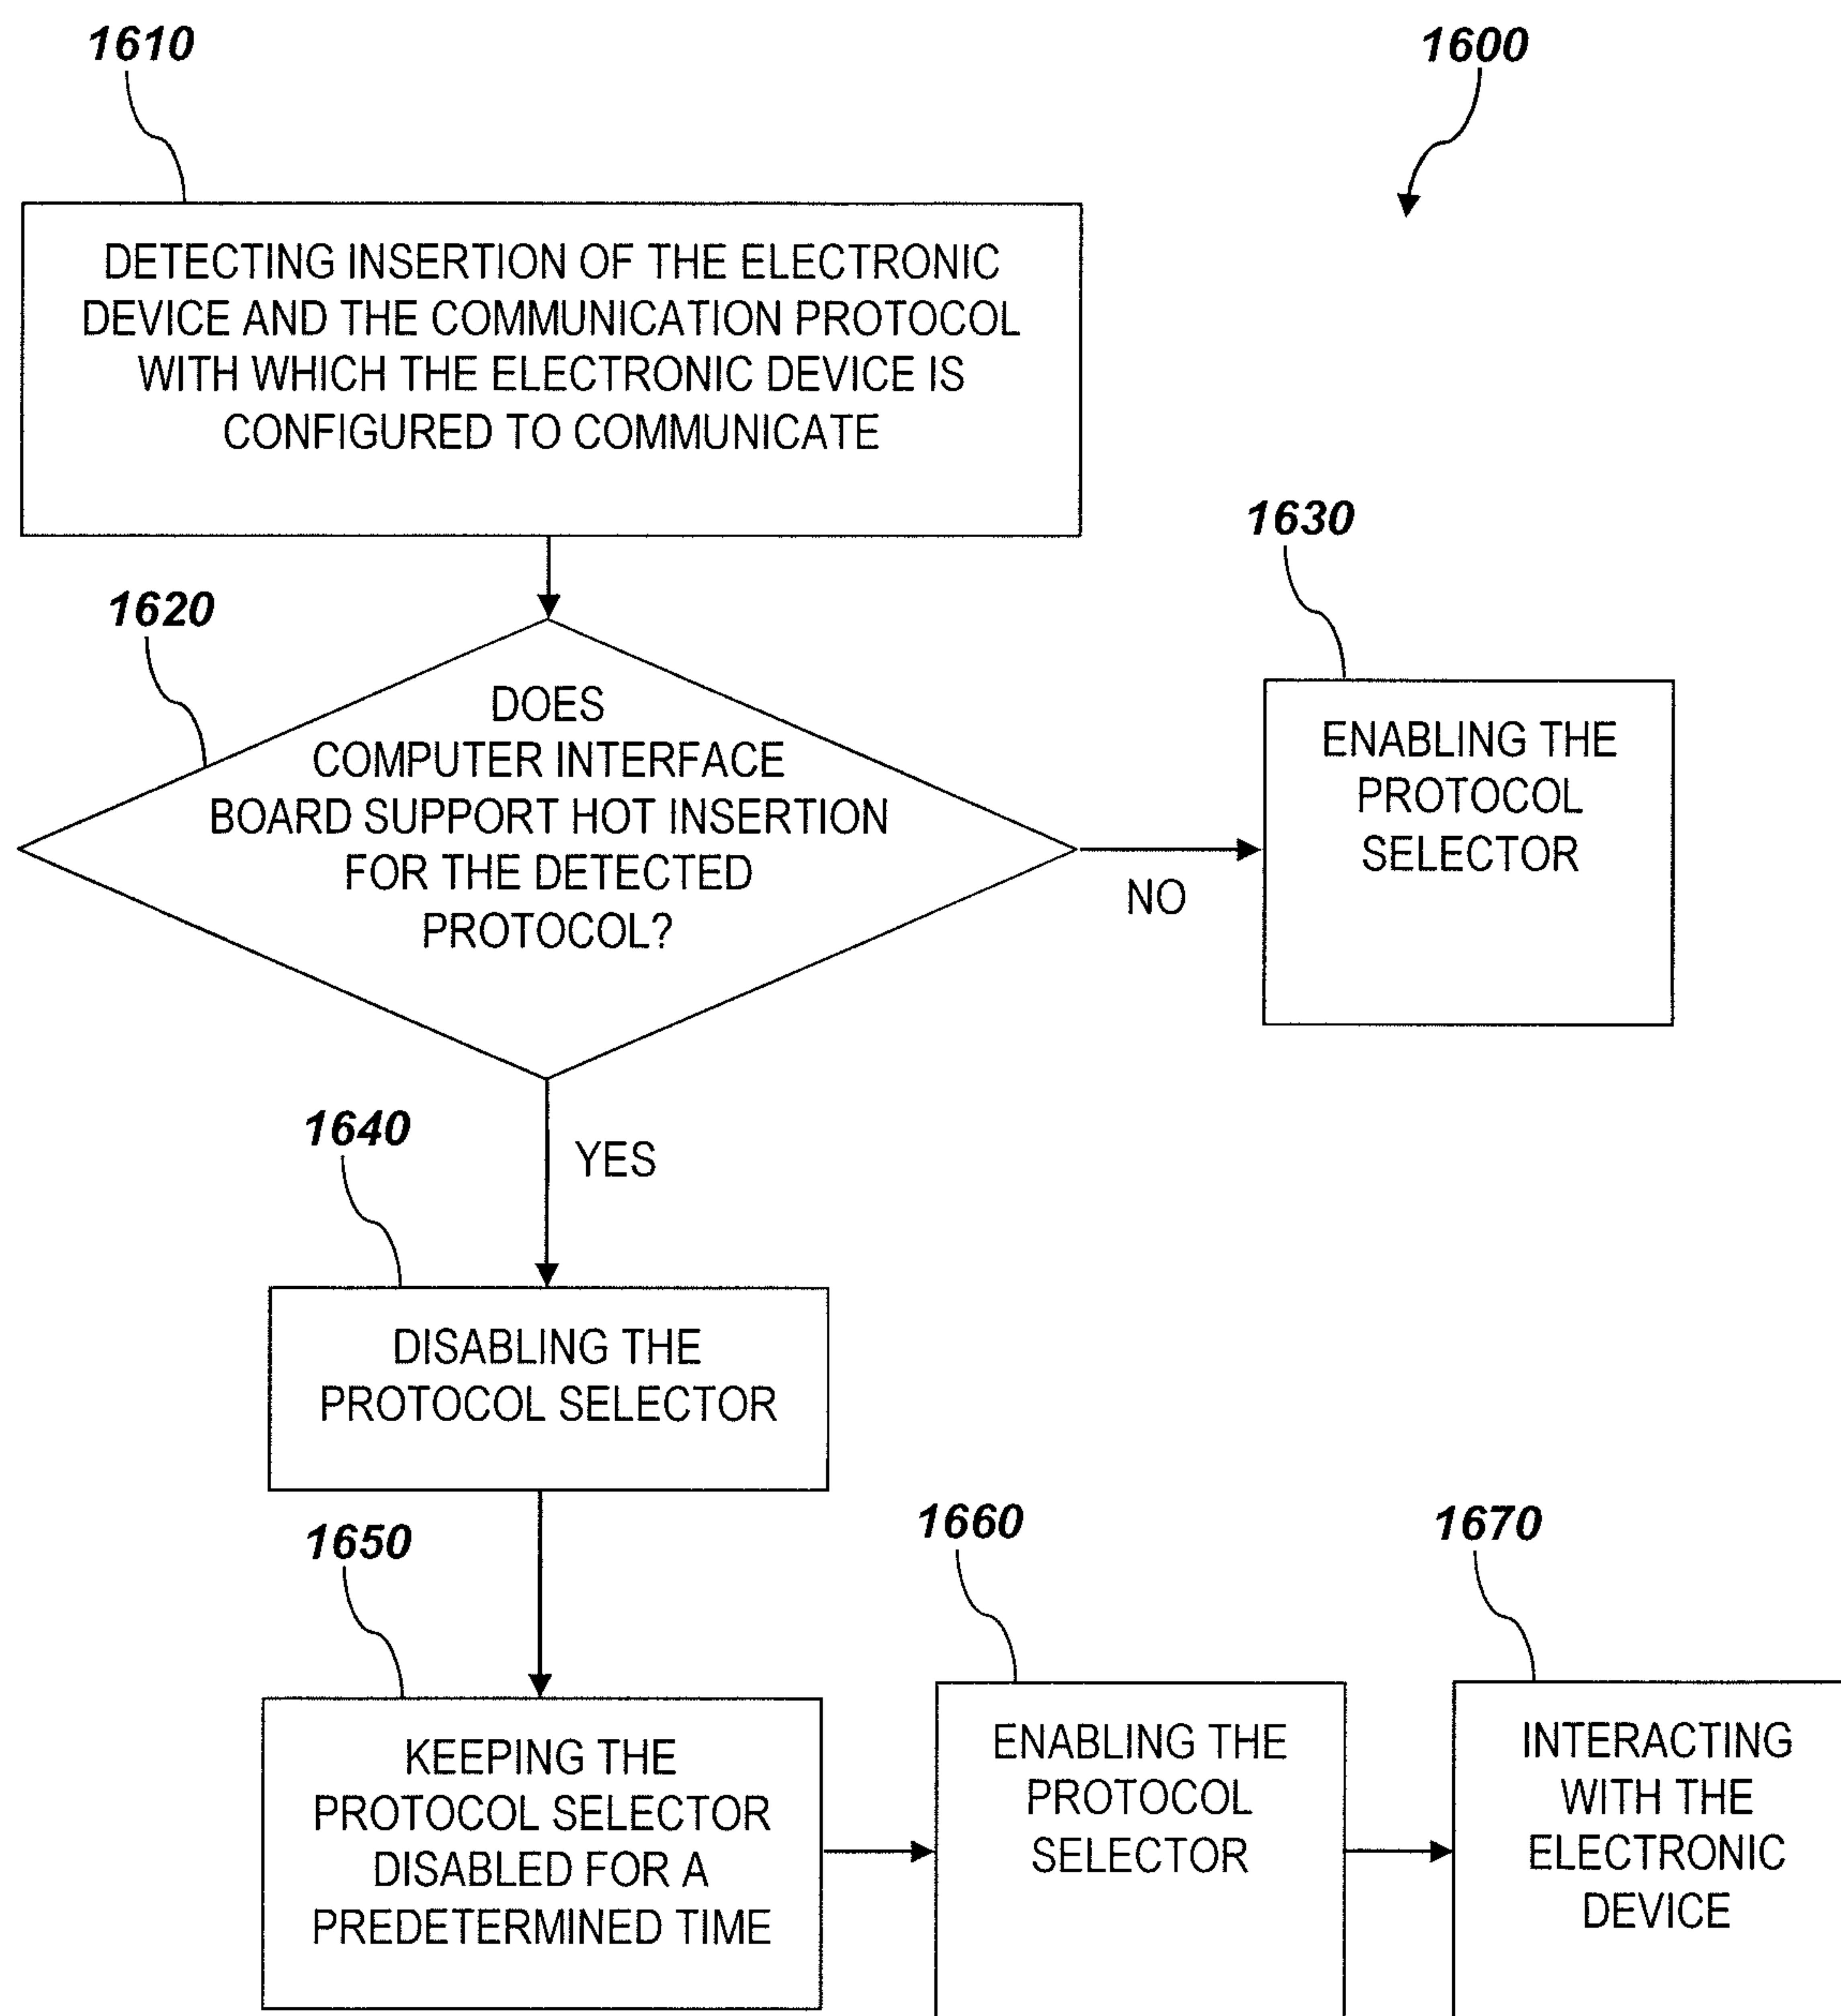 1610
1600
DETECTING INSERTION OF THE ELECTRONIC
DEVICE AND THE COMMUNICATION PROTOCOL
WITH WHICH THE ELECTRONIC DEVICE IS
CONFIGURED TO COMMUNICATE
1620
DOES
COMPUTER INTERFACE
BOARD SUPPORT HOT INSERTION
FOR THE DETECTED
PROTOCOL?
NO
1630
ENABLING THE
PROTOCOL
SELECTOR
YES
1640
DISABLING THE
PROTOCOL SELECTOR
1650
KEEPING THE
PROTOCOL SELECTOR
DISABLED FOR A
PREDETERMINED TIME
1660
ENABLING THE
PROTOCOL
SELECTOR
1670
INTERACTING
WITH THE
ELECTRONIC
DEVICE